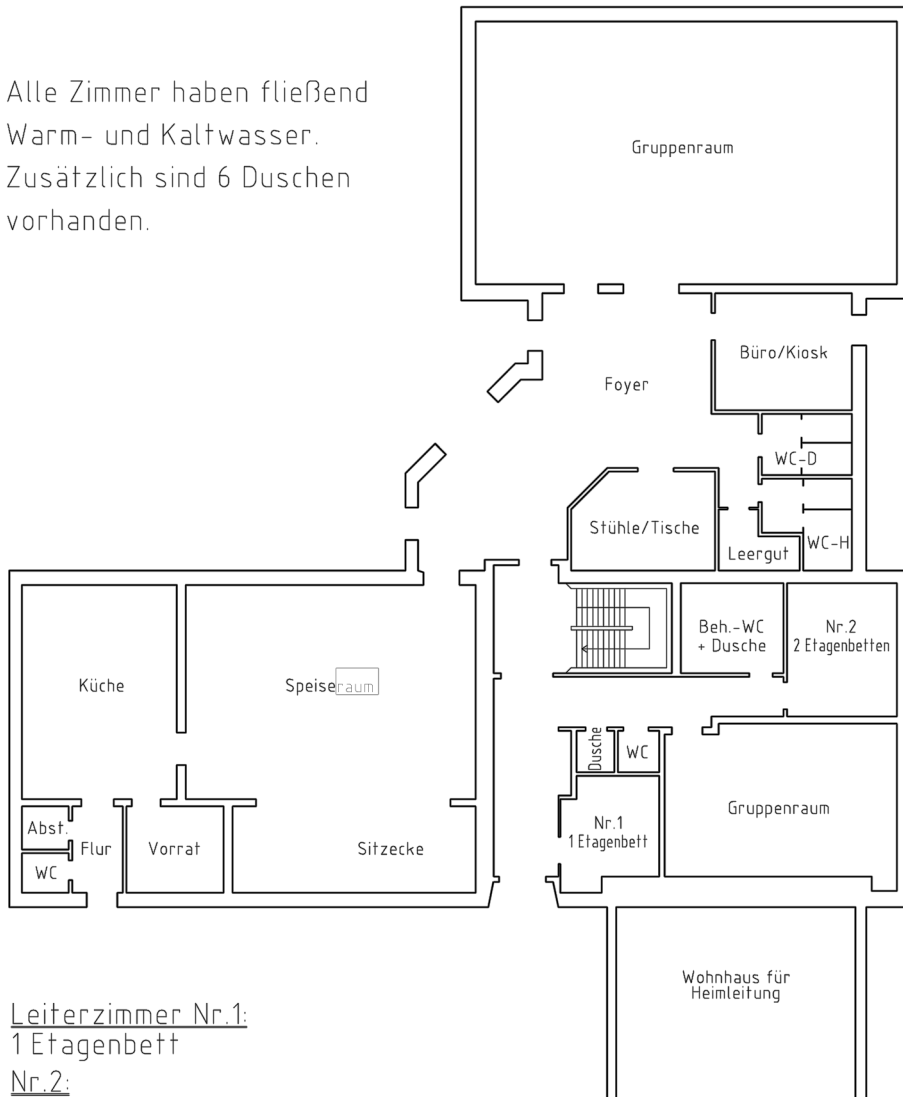 Alle Zimmer haben fließend
Warm- und Kaltwasser.
Zusätzlich sind 6 Duschen
vorhanden.
Gruppenraum
Büro/Kiosk
Foyer
WC-D
Stühle/Tische
WC-H
Leergut
Beh.-WC
+ Dusche
Nr.2
2 Etagenbetten
Küche
Speiseraum
Dusche
WC
Gruppenraum
Nr.1
1 Etagenbett
Abst.
Flur
Vorrat
Sitzecke
WC
Wohnhaus für
Heimleitung
Leiterzimmer Nr.1:
1 Etagenbett
Nr.2: